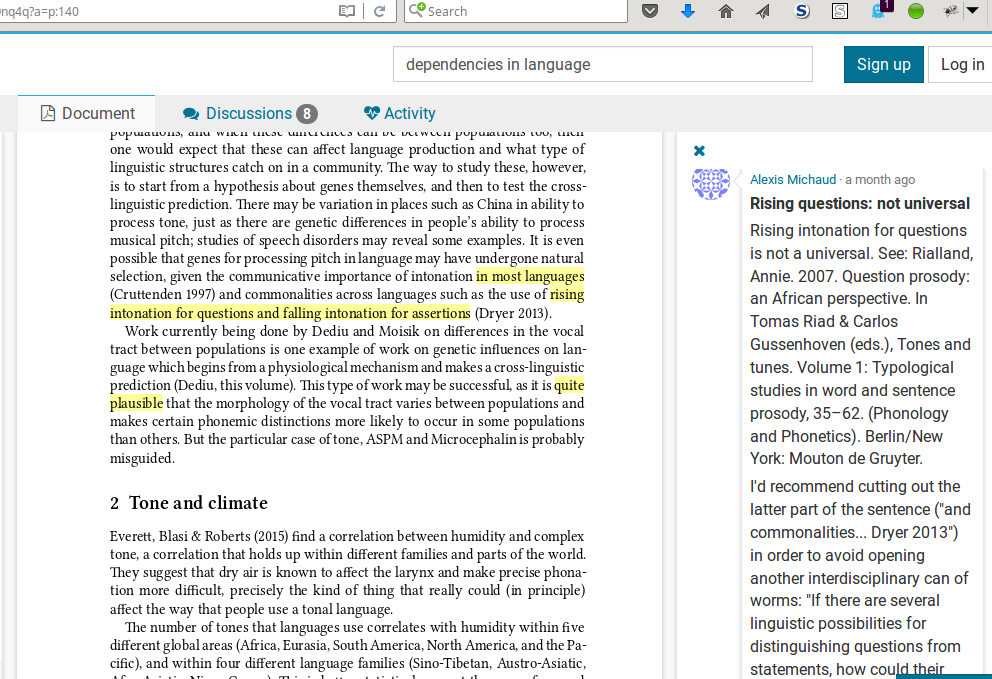 nq4q?a=p:140
Search
1
dependencies in language
Sign up
Log in
Document
Discussions 8
Activity
populations, and when these differences can be between populations too, then
one would expect that these can affect language production and what type of
linguistic structures catch on in a community. The way to study these, however,
is to start from a hypothesis about genes themselves, and then to test the cross-
linguistic prediction. There may be variation in places such as China in ability to
process tone, just as there are genetic differences in people's ability to process
musical pitch; studies of speech disorders may reveal some examples. It is even
possible that genes for processing pitch in language may have undergone natural
selection, given the communicative importance of intonation in most languages
(Cruttenden 1997) and commonalities across languages such as the use of rising
intonation for questions and falling intonation for assertions (Dryer 2013).
Work currently being done by Dediu and Moisik on differences in the vocal
tract between populations is one example of work on genetic influences on lan-
guage which begins from a physiological mechanism and makes a cross-linguistic
prediction (Dediu, this volume). This type of work may be successful, as it is quite
plausible that the morphology of the vocal tract varies between populations and
makes certain phonemic distinctions more likely to occur in some populations
than others. But the particular case of tone, ASPM and Microcephalin is probably
misguided.
2 Tone and climate
Everett, Blasi & Roberts (2015) find a correlation between humidity and complex
tone, a correlation that holds up within different families and parts of the world.
They suggest that dry air is known to affect the larynx and make precise phona-
tion more difficult, precisely the kind of thing that really could (in principle)
affect the way that people use a tonal language.
The number of tones that languages use correlates with humidity within five
different global areas (Africa, Eurasia, South America, North America, and the Pa-
cific), and within four different language families (Sino-Tibetan, Austro-Asiatic,
Alexis Michaud · a month ago
Rising questions: not universal
Rising intonation for questions
is not a universal. See: Rialland,
Annie. 2007. Question prosody:
an African perspective. In
Tomas Riad & Carlos
Gussenhoven (eds.), Tones and
tunes. Volume 1: Typological
studies in word and sentence
prosody, 35–62. (Phonology
and Phonetics). Berlin/New
York: Mouton de Gruyter.
I'd recommend cutting out the
latter part of the sentence ("and
commonalities... Dryer 2013")
in order to avoid opening
another interdisciplinary can of
worms: "If there are several
linguistic possibilities for
distinguishing questions from
statements, how could their